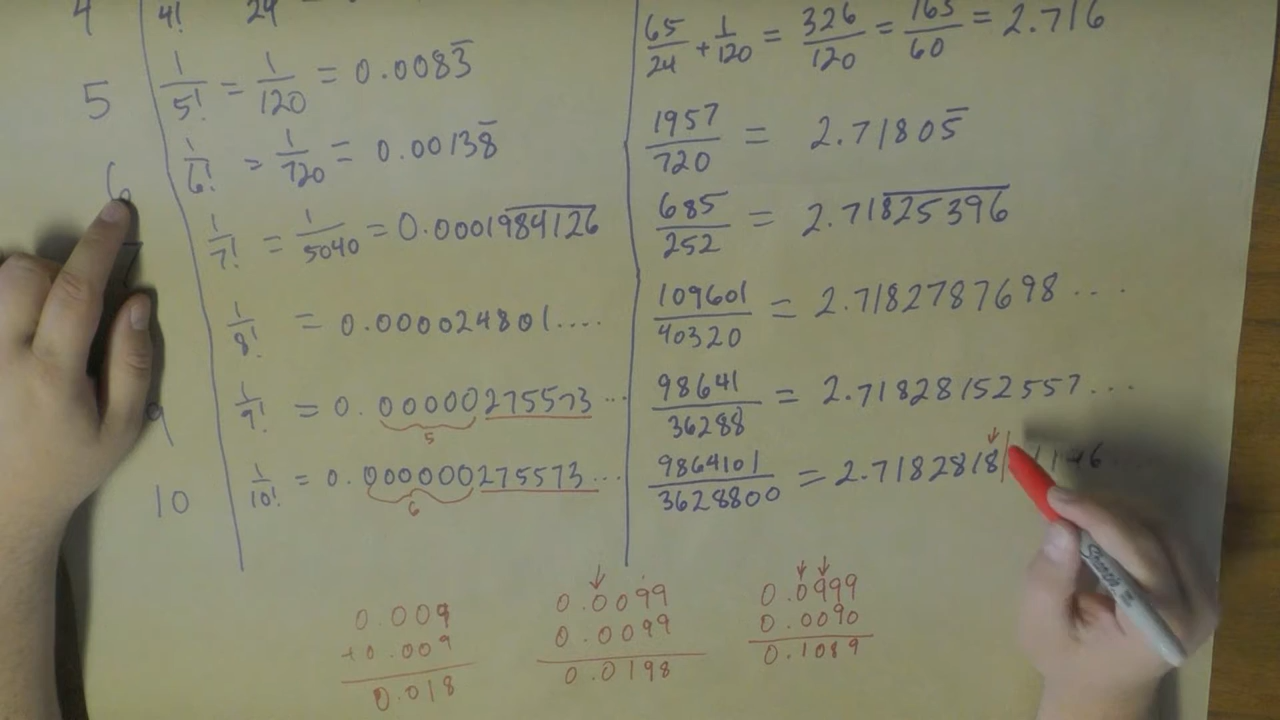 4 4! 24 65/24 + 1/120 = 326/120 = 163/60 = 2.716
5 1/5! = 1/120 = 0.0083̅
6 1/6! = 1/720 = 0.00138̅ 1957/720 = 2.71805̅
1/7! = 1/5040 = 0.0001984126 685/252 = 2.71825396
1/8! = 0.000024801.... 109601/40320 = 2.7182787698....
9 1/9! = 0.00000275573... 98641/36288 = 2.71828152557...
5
10 1/10! = 0.000000275573... 9864101/3628800 = 2.7182818
6
0.009
+0.009
0.018
0.0099
0.0099
0.0198
0.0999
0.0090
0.1089
Sharpie